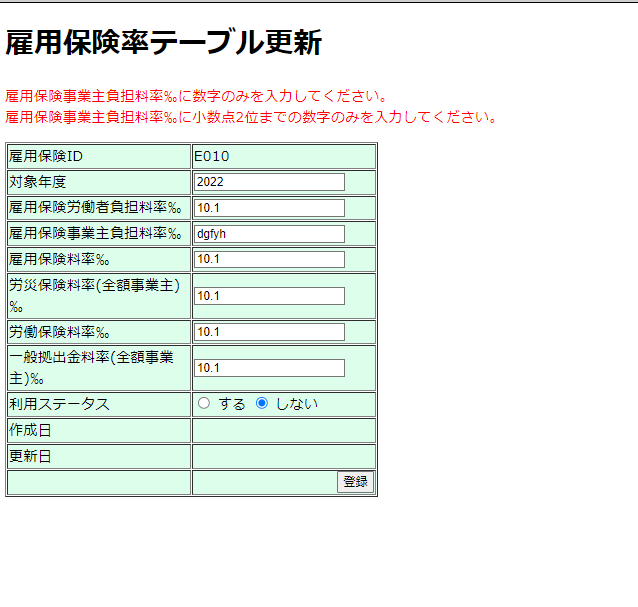 雇用保険率テーブル更新
雇用保険事業主負担料率‰に数字のみを入力してください。
雇用保険事業主負担料率‰に小数点2位までの数字のみを入力してください。
雇用保険ID E010
対象年度 2022
雇用保険労働者負担料率‰ 10.1
雇用保険事業主負担料率‰ dgfyh
雇用保険料率‰ 10.1
労災保険料率(全額事業主)
‰ 10.1
労働保険料率‰ 10.1
一般拠出金料率(全額事業
主)‰ 10.1
利用ステータス する しない
作成日
更新日
登録